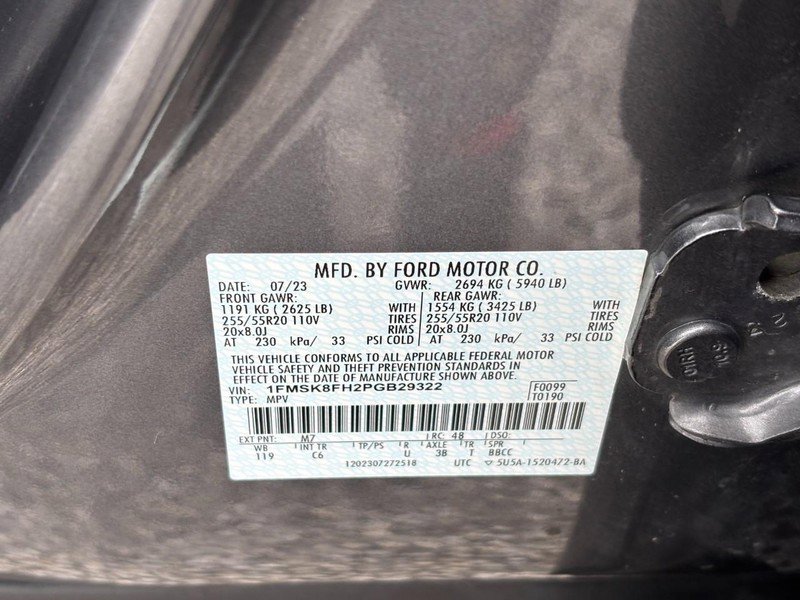 MFD. BY FORD MOTOR CO.
DATE: 07/23 GVWR: 2694 KG ( 5940 LB)
FRONT GAWR: REAR GAWR:
1191 KG ( 2625 LB) WITH 1554 KG ( 3425 LB) WITH
255/55R20 110V TIRES 255/55R20 110V TIRES
20x8.0J RIMS 20x8.0J RIMS
AT 230 kPa/ 33 PSI COLD AT 230 kPa/ 33 PSI COLD
THIS VEHICLE CONFORMS TO ALL APPLICABLE FEDERAL MOTOR
VEHICLE SAFETY AND THEFT PREVENTION STANDARDS IN
EFFECT ON THE DATE OF MANUFACTURE SHOWN ABOVE.
VIN: 1FMSK8FH2PGB29322 F0099
TYPE: MPV T0190
EXT PNT: M7 RC: 48 DSO:
WB INT TR TP/PS R AXLE TR SPR
119 C6 U 3B T BBCC
1202307272518 UTC 5U5A-1520472-BA